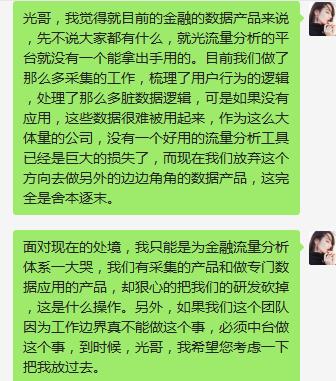 光哥，我觉得就目前的金融的数据产品来说
，先不说大家都有什么，就光流量分析的平
台就没有一个能拿出手用的。目前我们做了
那么多采集的工作，梳理了用户行为的逻辑
，处理了那么多脏数据逻辑，可是如果没有
应用，这些数据很难被用起来，作为这么大
体量的公司，没有一个好用的流量分析工具
已经是巨大的损失了，而现在我们放弃这个
方向去做另外的边边角角的数据产品，这完
全是舍本逐末。
面对现在的处境，我只能是为金融流量分析
体系一大哭，我们有采集的产品和做专门数
据应用的产品，却狠心的把我们的研发砍掉
，这是什么操作。另外，如果我们这个团队
因为工作边界真不能做这个事，必须中台做
这个事，到时候，光哥，我希望您考虑一下
把我放过去。